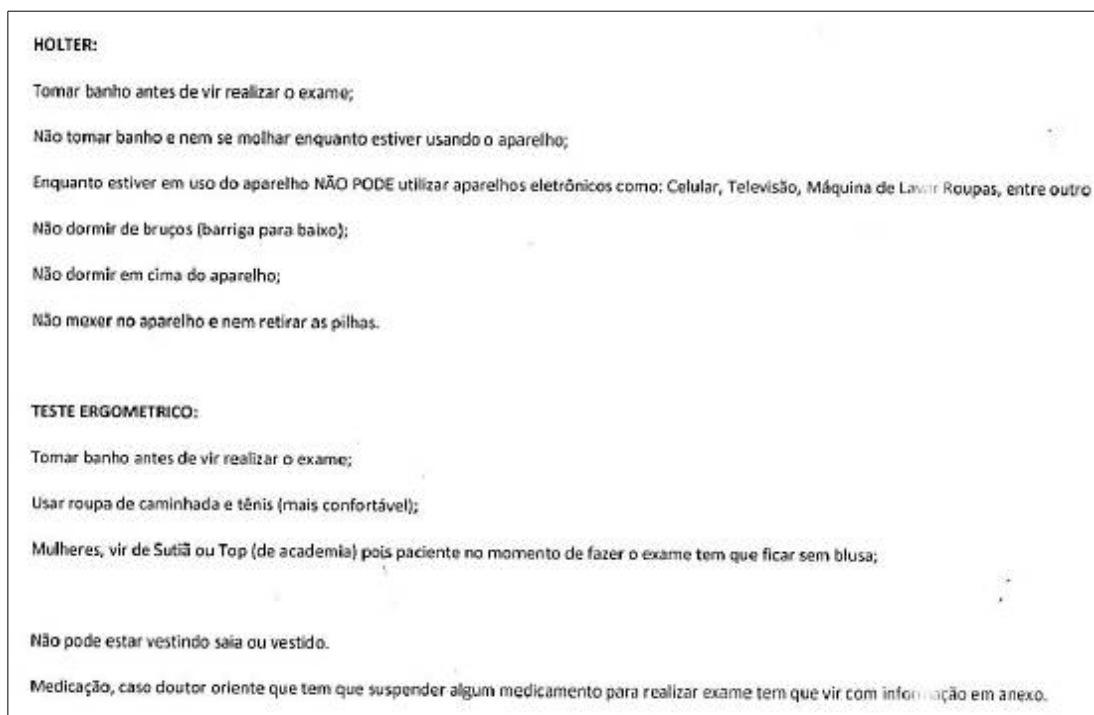 HOLTER:
Tomar banho antes de vir realizar o exame;
Não tomar banho e nem se molhar enquanto estiver usando o aparelho;
Enquanto estiver em uso do aparelho NÃO PODE utilizar aparelhos eletrônicos como: Celular, Televisão, Máquina de Lavar Roupas, entre outro
Não dormir de bruços (barriga para baixo);
Não dormir em cima do aparelho;
Não mexer no aparelho e nem retirar as pilhas.
TESTE ERGOMETRICO:
Tomar banho antes de vir realizar o exame;
Usar roupa de caminhada e tênis (mais confortável);
Mulheres, vir de Sutiã ou Top (de academia) pois paciente no momento de fazer o exame tem que ficar sem blusa;
Não pode estar vestindo saia ou vestido.
Medicação, caso doutor oriente que tem que suspender algum medicamento para realizar exame tem que vir com informação em anexo.